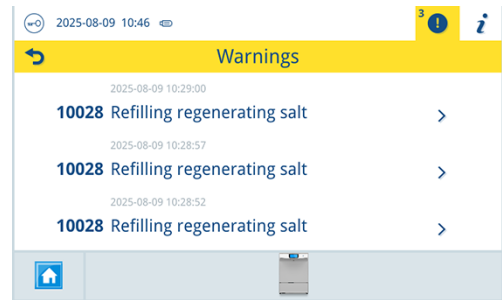 2025-08-09 10:46
3
Warnings
2025-08-09 10:29:00
10028 Refilling regenerating salt
2025-08-09 10:28:57
10028 Refilling regenerating salt
2025-08-09 10:28:52
10028 Refilling regenerating salt